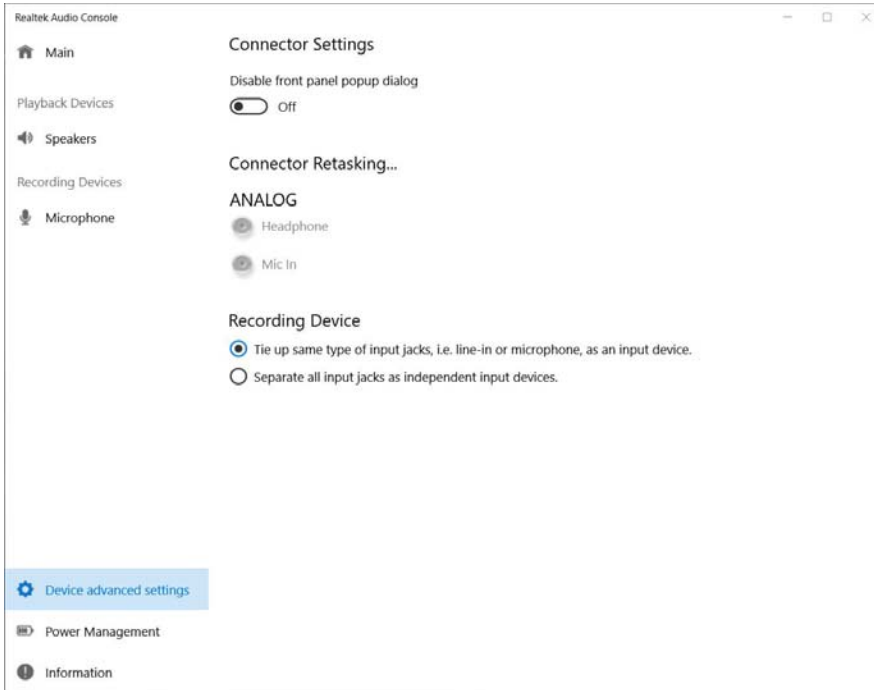 Realtek Audio Console
Main
Playback Devices
Speakers
Recording Devices
Microphone
Device advanced settings
Power Management
Information
Connector Settings
Disable front panel popup dialog
Off
Connector Retasking...
ANALOG
Headphone
Mic In
Recording Device
Tie up same type of input jacks, i.e. line-in or microphone, as an input device.
Separate all input jacks as independent input devices.